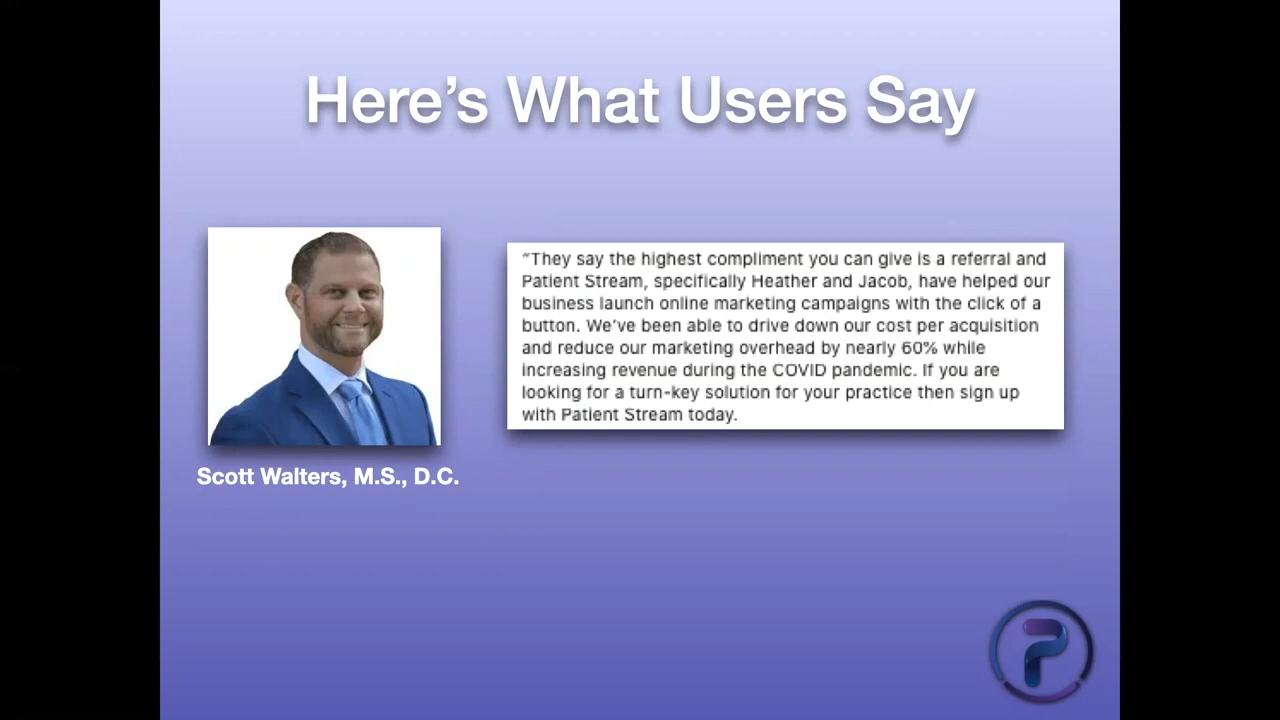 Here’s What Users Say
“They say the highest compliment you can give is a referral and
Patient Stream, specifically Heather and Jacob, have helped our
business launch online marketing campaigns with the click of a
button. We’ve been able to drive down our cost per acquisition
and reduce our marketing overhead by nearly 60% while
increasing revenue during the COVID pandemic. If you are
looking for a turn-key solution for your practice then sign up
with Patient Stream today.
Scott Walters, M.S., D.C.